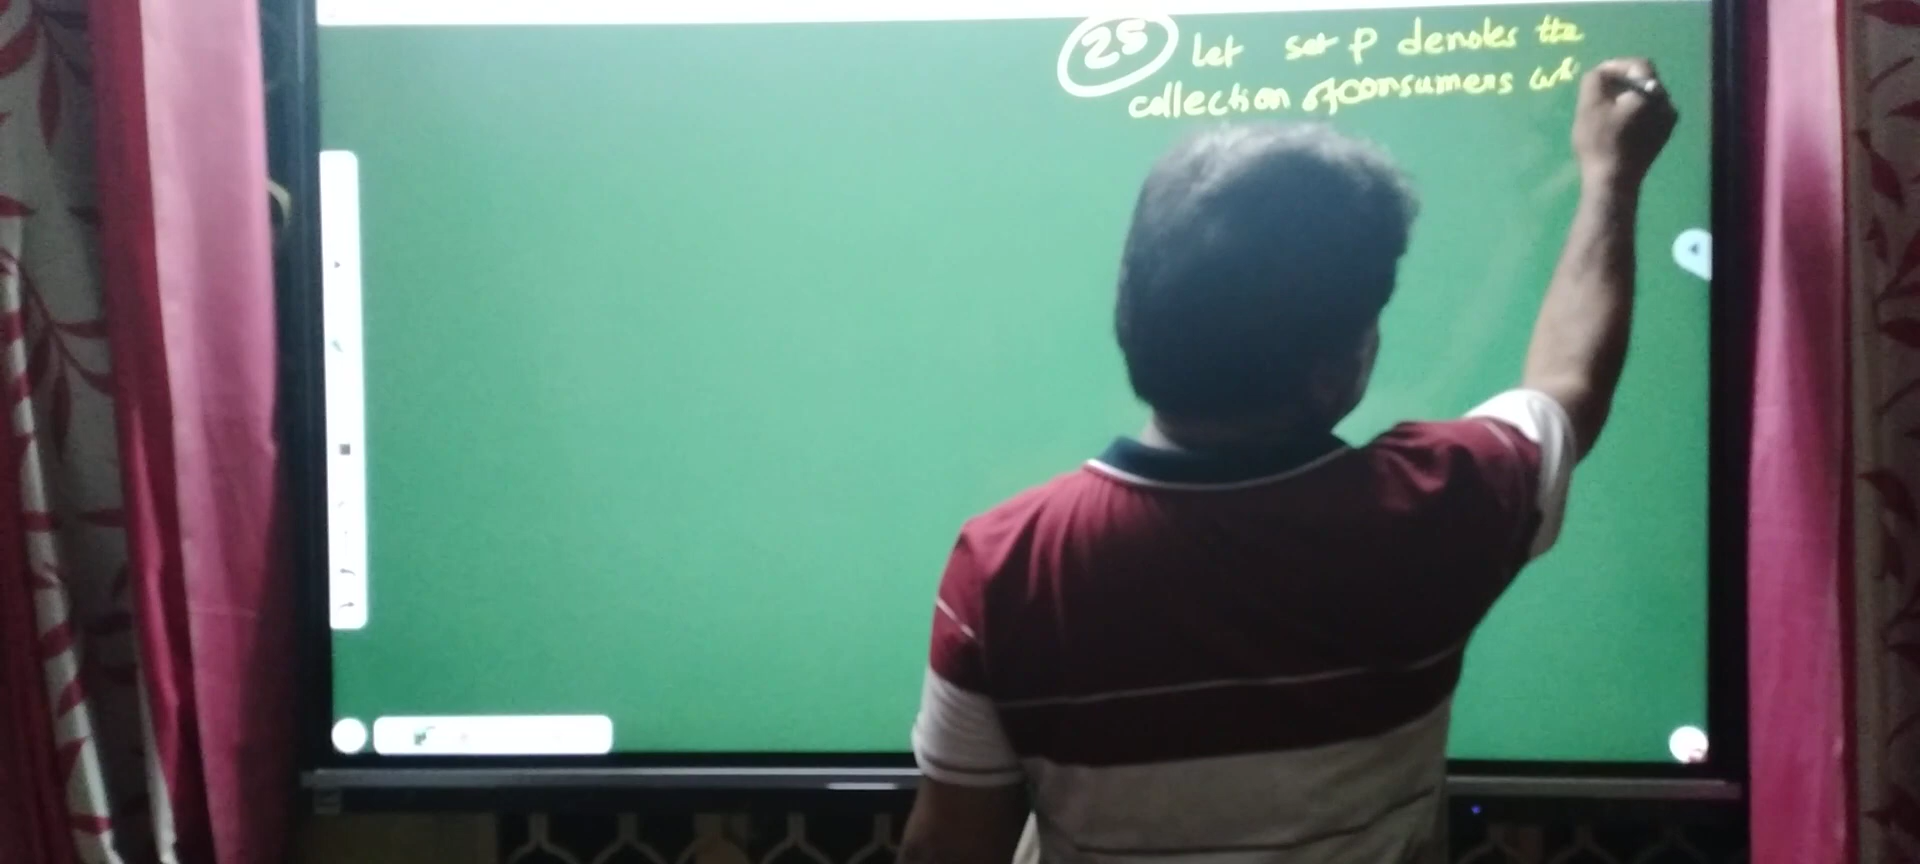 25 Let set P denotes the
collection of consumers